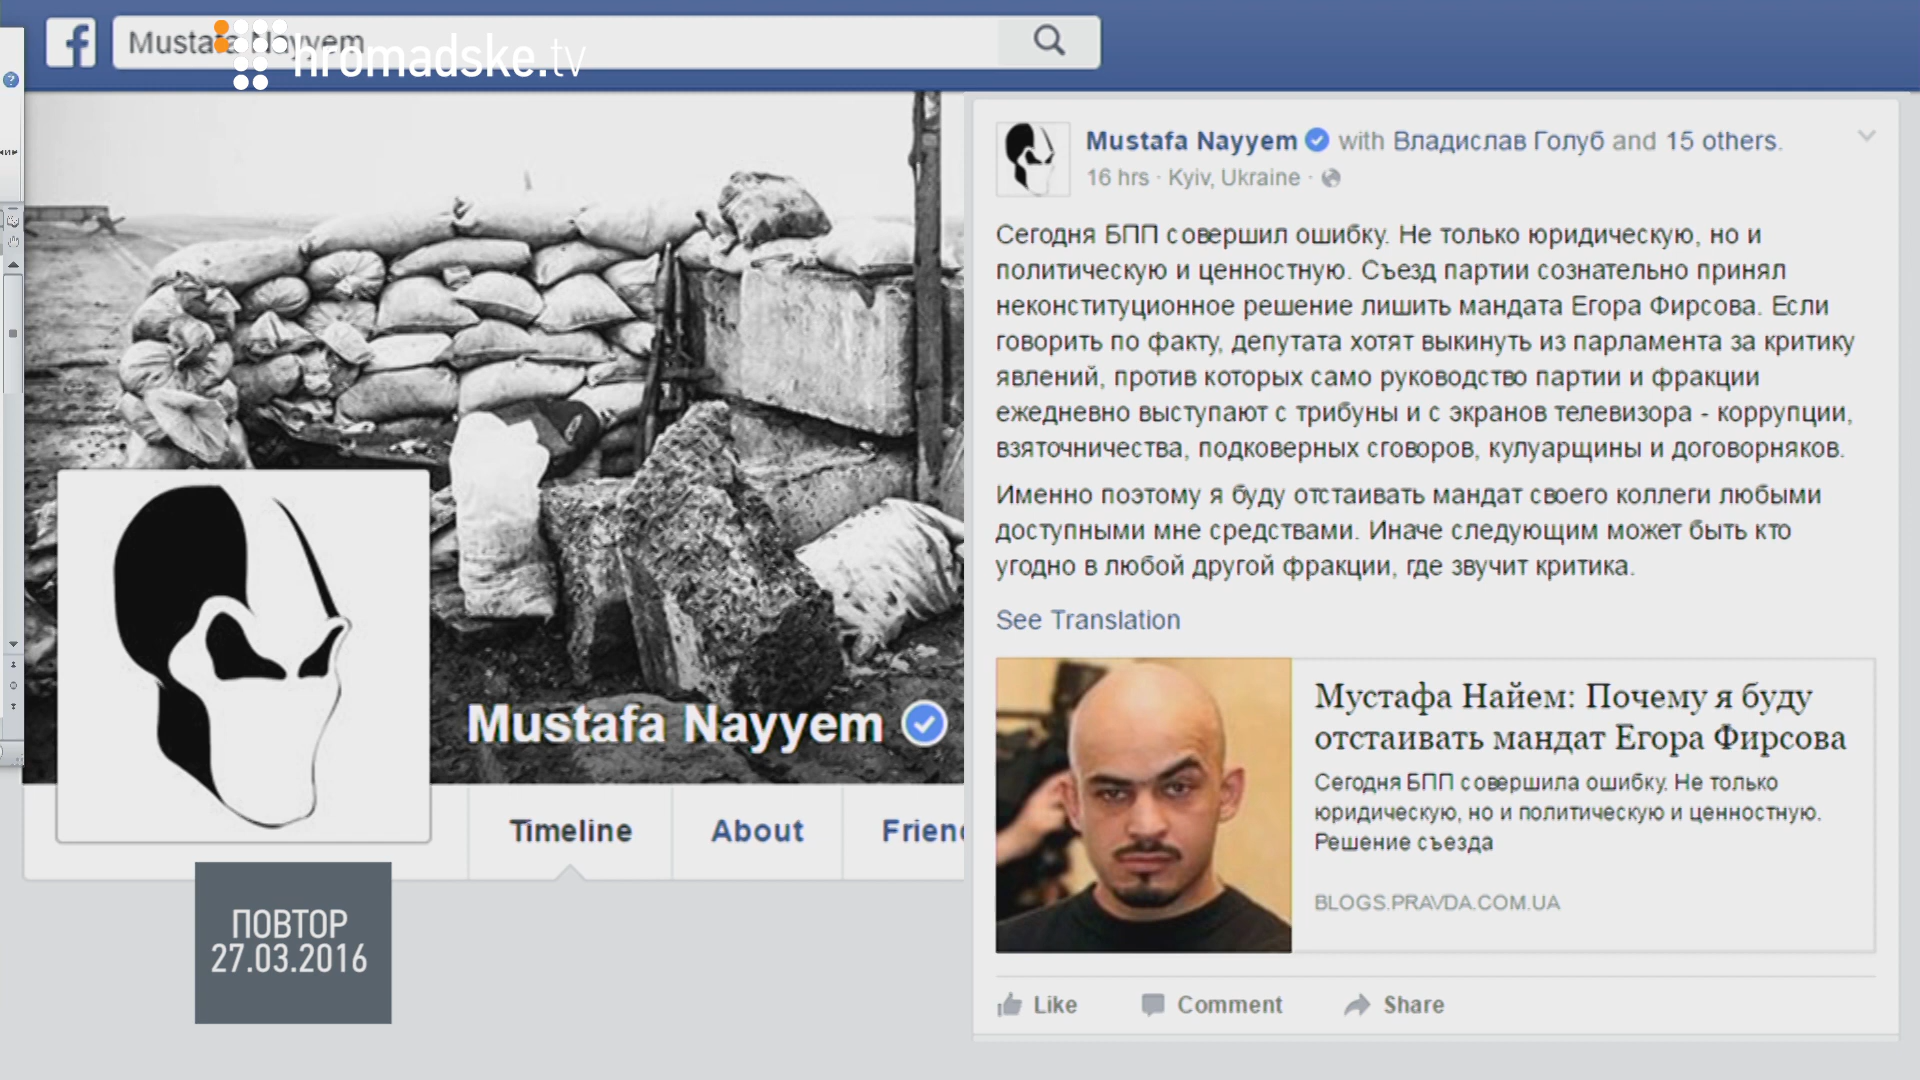 Mustafa Nayyem
hromadske.tv
Mustafa Nayyem
Timeline
About
Frien
ПОВТОР
27.03.2016
Mustafa Nayyem with Владислав Голуб and 15 others.
16 hrs · Kyiv, Ukraine ·
Сегодня БПП совершил ошибку. Не только юридическую, но и
политическую и ценностную. Съезд партии сознательно принял
неконституционное решение лишить мандата Егора Фирсова. Если
говорить по факту, депутата хотят выкинуть из парламента за критику
явлений, против которых само руководство партии и фракции
ежедневно выступают с трибуны и с экранов телевизора - коррупции,
взяточничества, подковерных сговоров, кулуарщины и договорняков.
Именно поэтому я буду отстаивать мандат своего коллеги любыми
доступными мне средствами. Иначе следующим может быть кто
угодно в любой другой фракции, где звучит критика.
See Translation
Мустафа Найем: Почему я буду
отстаивать мандат Егора Фирсова
Сегодня БПП совершила ошибку. Не только
юридическую, но и политическую и ценностную.
Решение съезда
BLOGS.PRAVDA.COM.UA
Like
Comment
Share